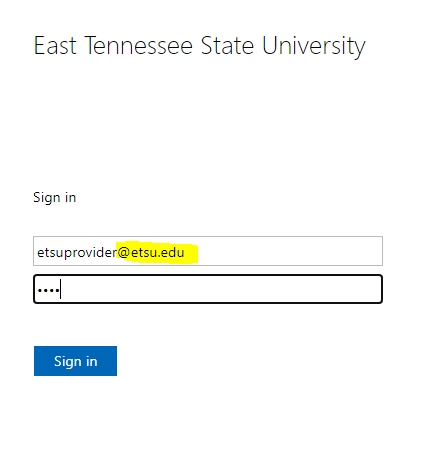 East Tennessee State University
Sign in
etsuprovider@etsu.edu
••••
Sign in